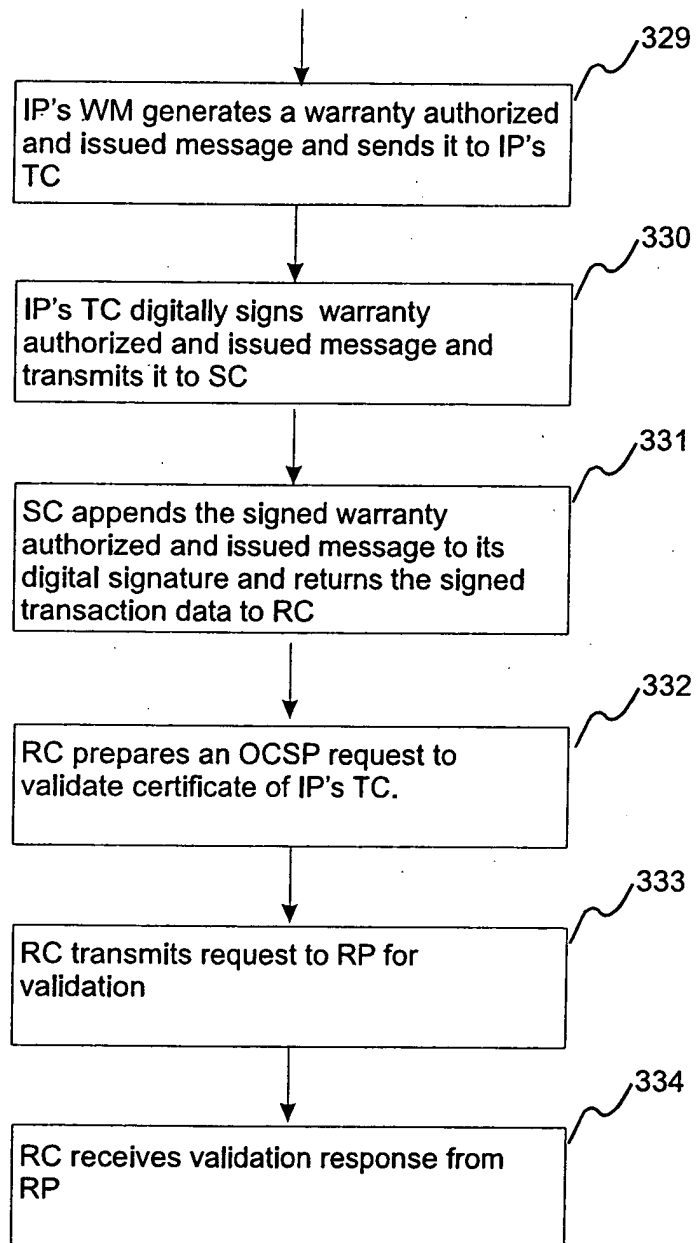 329
IP's WM generates a warranty authorized
and issued message and sends it to IP's
TC
330
IP's TC digitally signs warranty
authorized and issued message and
transmits it to SC
331
SC appends the signed warranty
authorized and issued message to its
digital signature and returns the signed
transaction data to RC
332
RC prepares an OCSP request to
validate certificate of IP's TC.
333
RC transmits request to RP for
validation
334
RC receives validation response from
RP